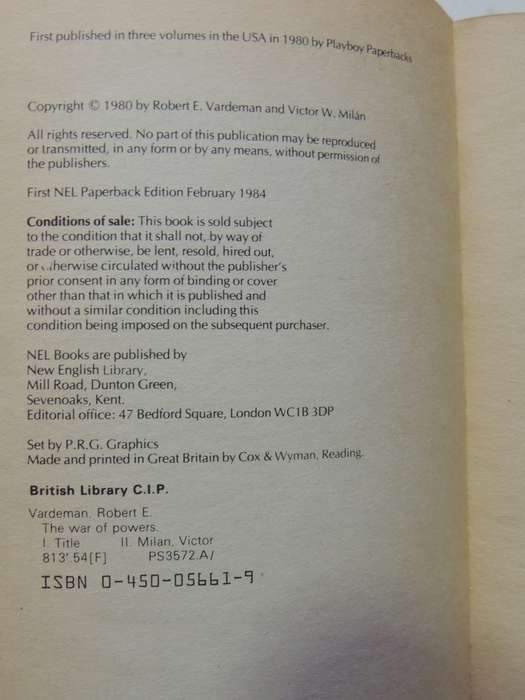 First published in three volumes in the USA in 1980 by Playboy Paperbacks
Copyright © 1980 by Robert E. Vardeman and Victor W. Milán
All rights reserved. No part of this publication may be reproduced
or transmitted, in any form or by any means, without permission of
the publishers.
First NEL Paperback Edition February 1984
Conditions of sale: This book is sold subject
to the condition that it shall not, by way of
trade or otherwise, be lent, resold, hired out,
or otherwise circulated without the publisher's
prior consent in any form of binding or cover
other than that in which it is published and
without a similar condition including this
condition being imposed on the subsequent purchaser.
NEL Books are published by
New English Library,
Mill Road, Dunton Green,
Sevenoaks, Kent.
Editorial office: 47 Bedford Square, London WC1B 3DP
Set by P.R.G. Graphics
Made and printed in Great Britain by Cox & Wyman, Reading.
British Library C.I.P.
Vardeman, Robert E.
The war of powers.
I. Title II. Milan, Victor
813'.54[F] PS3572.A/
ISBN 0-450-05661-9